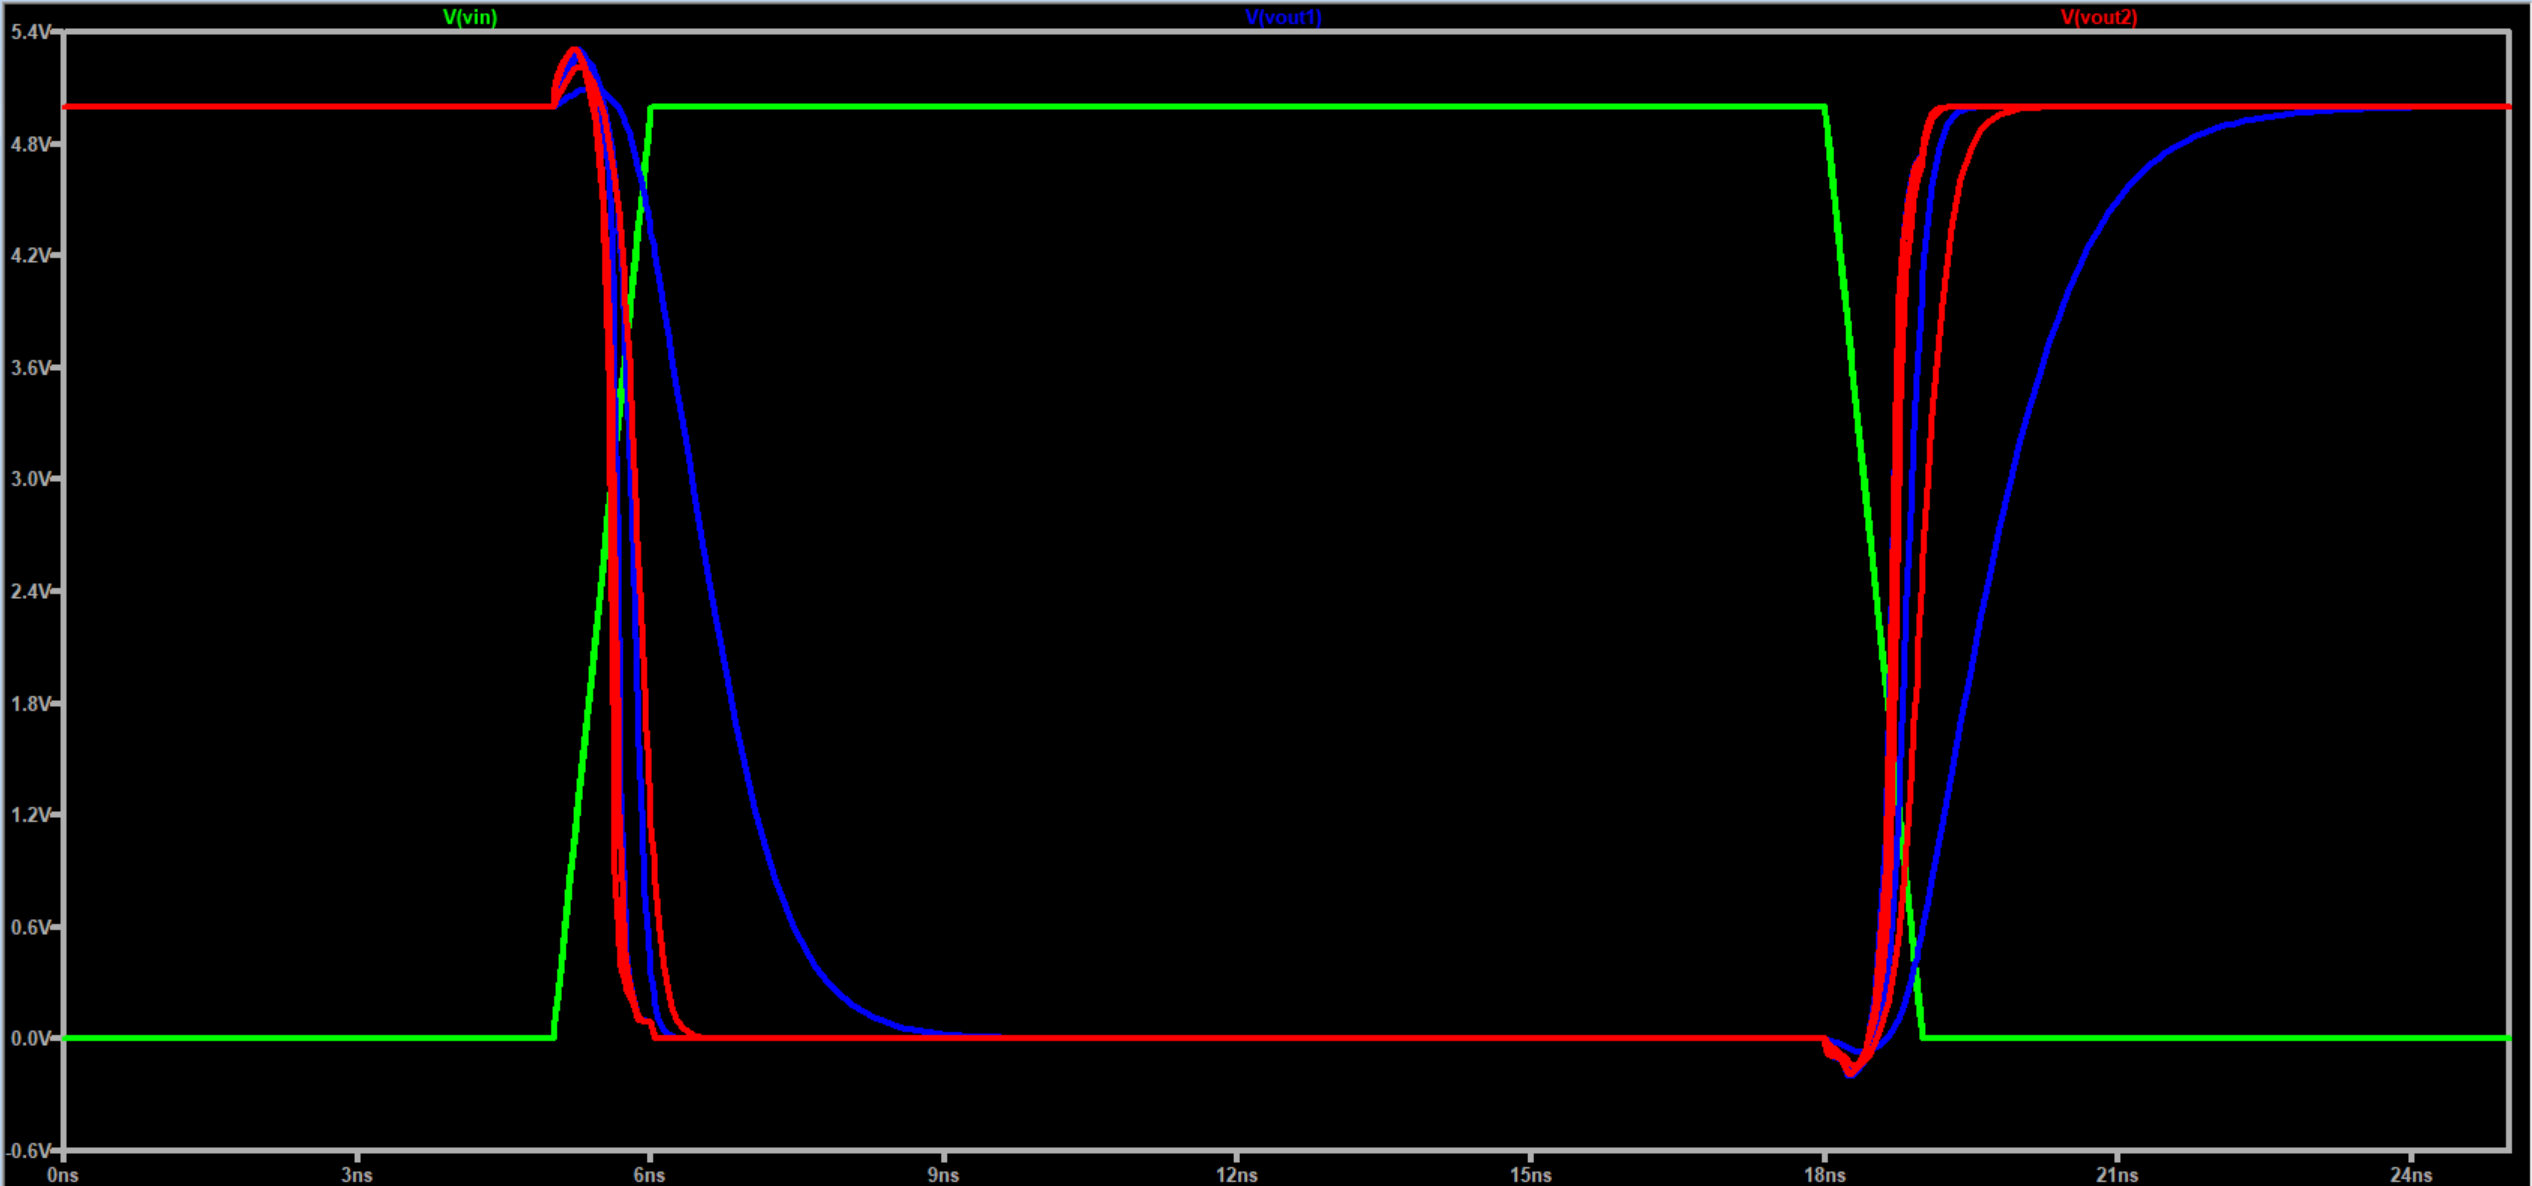 V(vin) V(vout1) V(vout2)
5.4V
4.8V
4.2V
3.6V
3.0V
2.4V
1.8V
1.2V
0.6V
0.0V
-0.6V
0ns 3ns 6ns 9ns 12ns 15ns 18ns 21ns 24ns